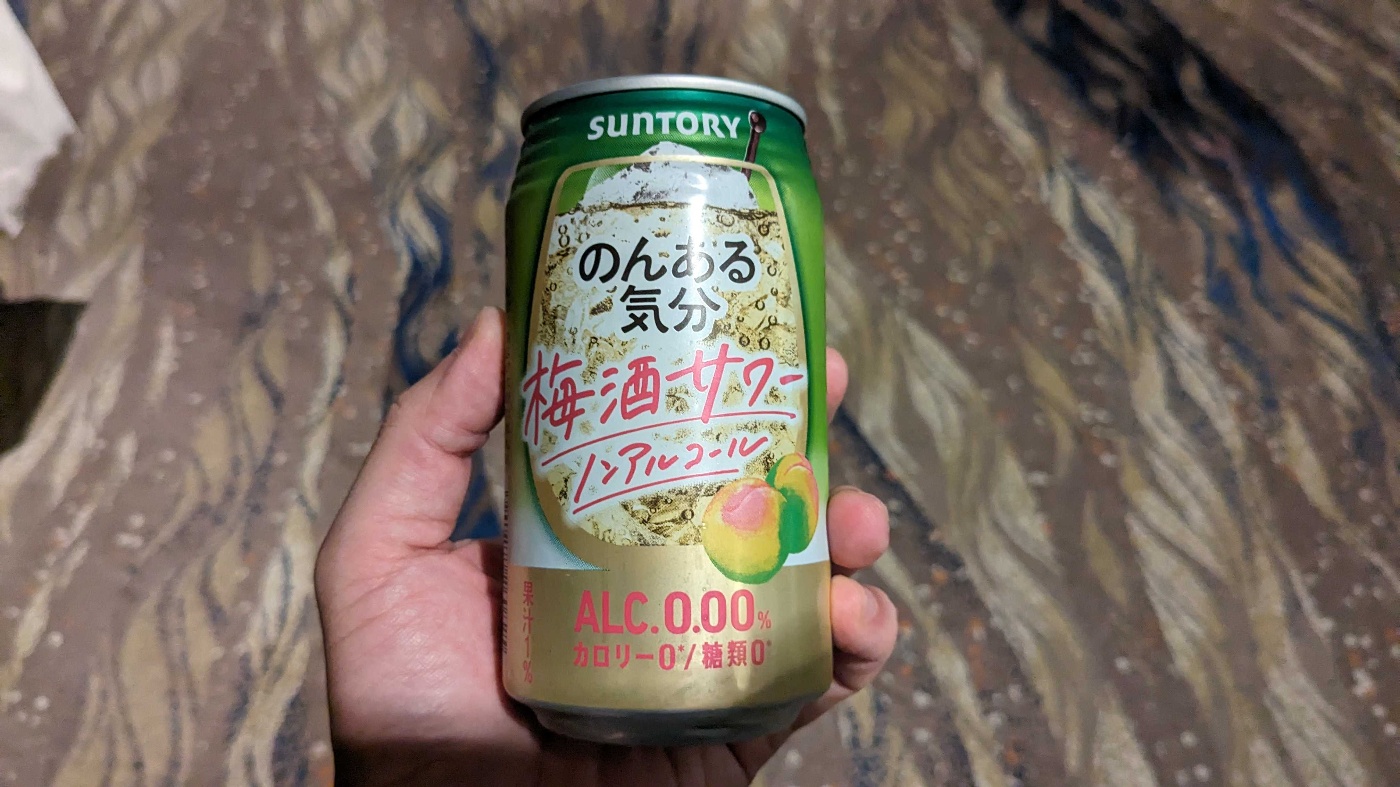 SUNTORY
のんある
気分
梅酒サワー
ノンアルコール
果汁1%
ALC.0.00%
カロリー0*/糖類0*